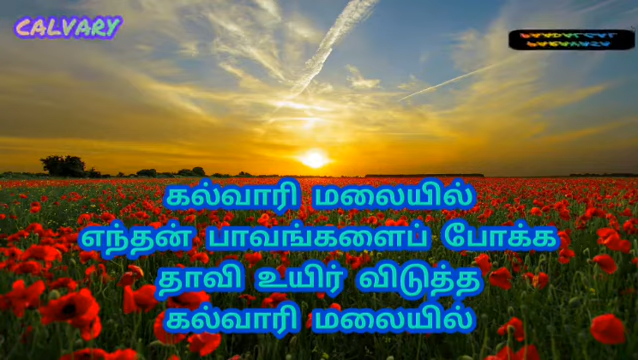 CALVARY
கல்வாரி மலையில்
எந்தன் பாவங்களைப் போக்க
தாவி உயிர் விடுத்த
கல்வாரி மலையில்